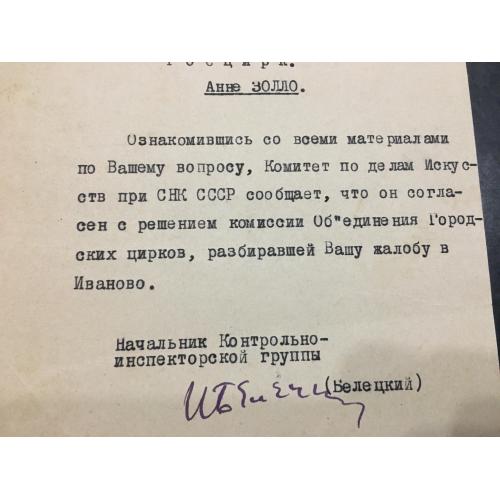 Г о с ц и р к.
Анне ЗОЛЛО.
Ознакомившись со всеми материалами
по Вашему вопросу, Комитет по делам Искус-
ств при СНК СССР сообщает, что он согла-
сен с решением комиссии Об"единения Город-
ских цирков, разбиравшей Вашу жалобу в
Иваново.
Начальник Контрольно-
инспекторской группы
(Белецкий)